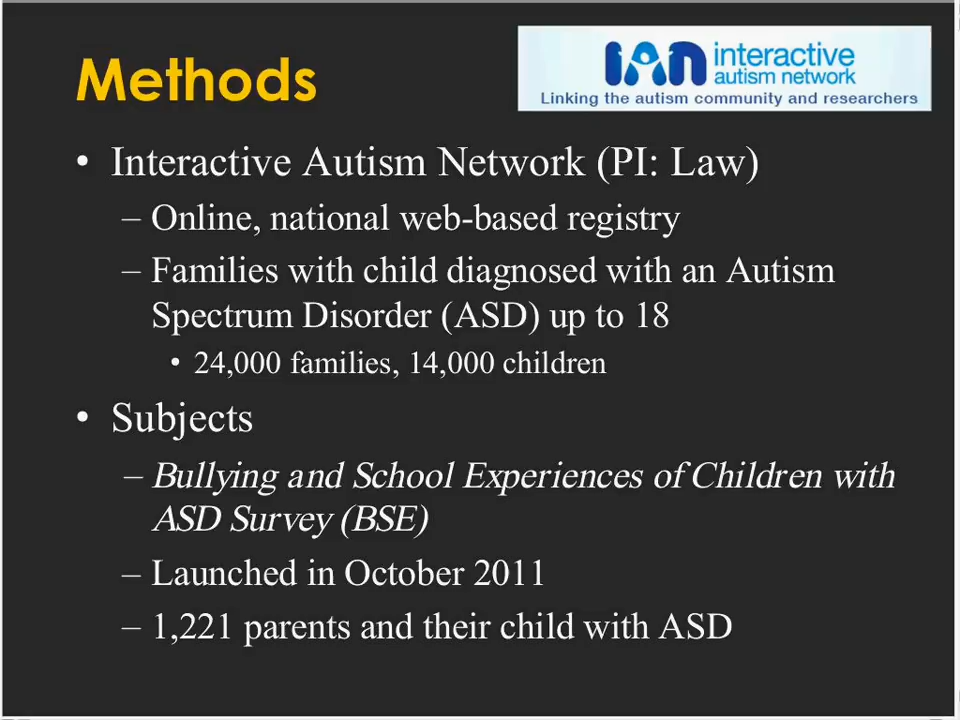 Methods
IAN interactive
autism network
Linking the autism community and researchers
• Interactive Autism Network (PI: Law)
– Online, national web-based registry
– Families with child diagnosed with an Autism
Spectrum Disorder (ASD) up to 18
• 24,000 families, 14,000 children
• Subjects
– Bullying and School Experiences of Children with
ASD Survey (BSE)
– Launched in October 2011
– 1,221 parents and their child with ASD